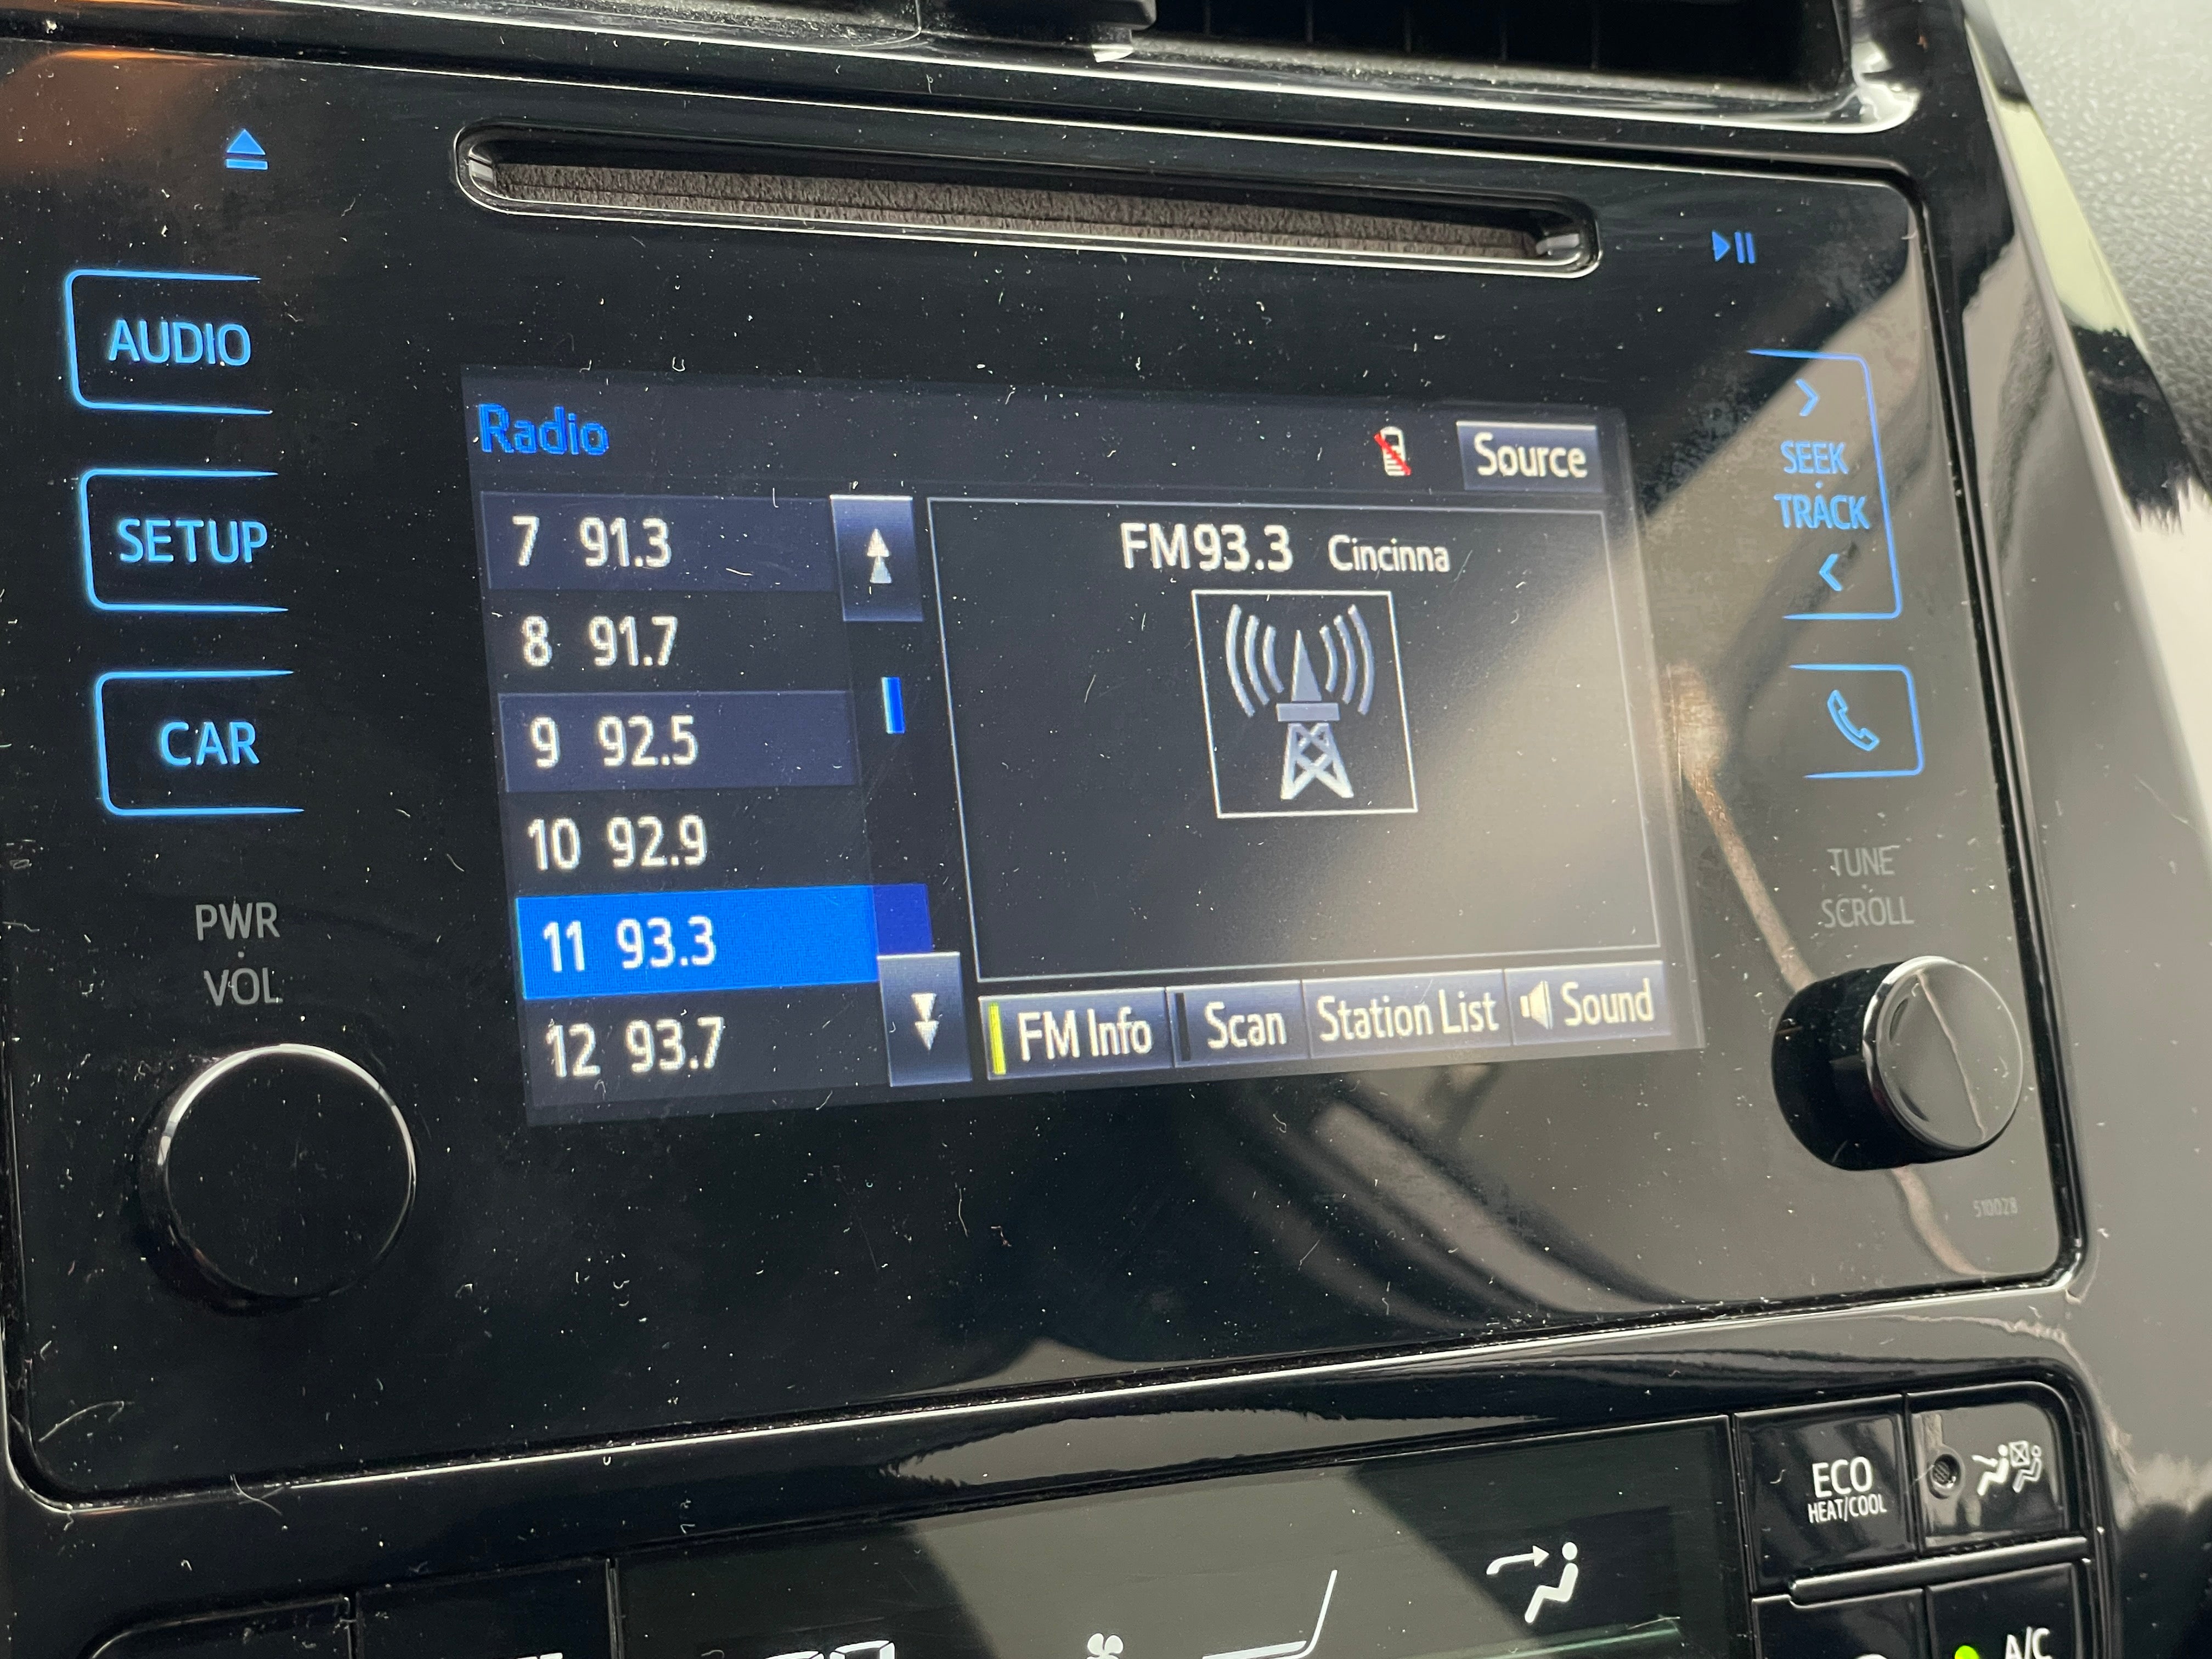 AUDIO
SETUP
CAR
PWR
VOL
Radio
Source
7 91.3
8 91.7
9 92.5
10 92.9
11 93.3
12 93.7
FM93.3 Cincinna
FM Info
Scan
Station List
Sound
SEEK
TRACK
TUNE
SCROLL
510028
ECO
HEAT/COOL
A/C